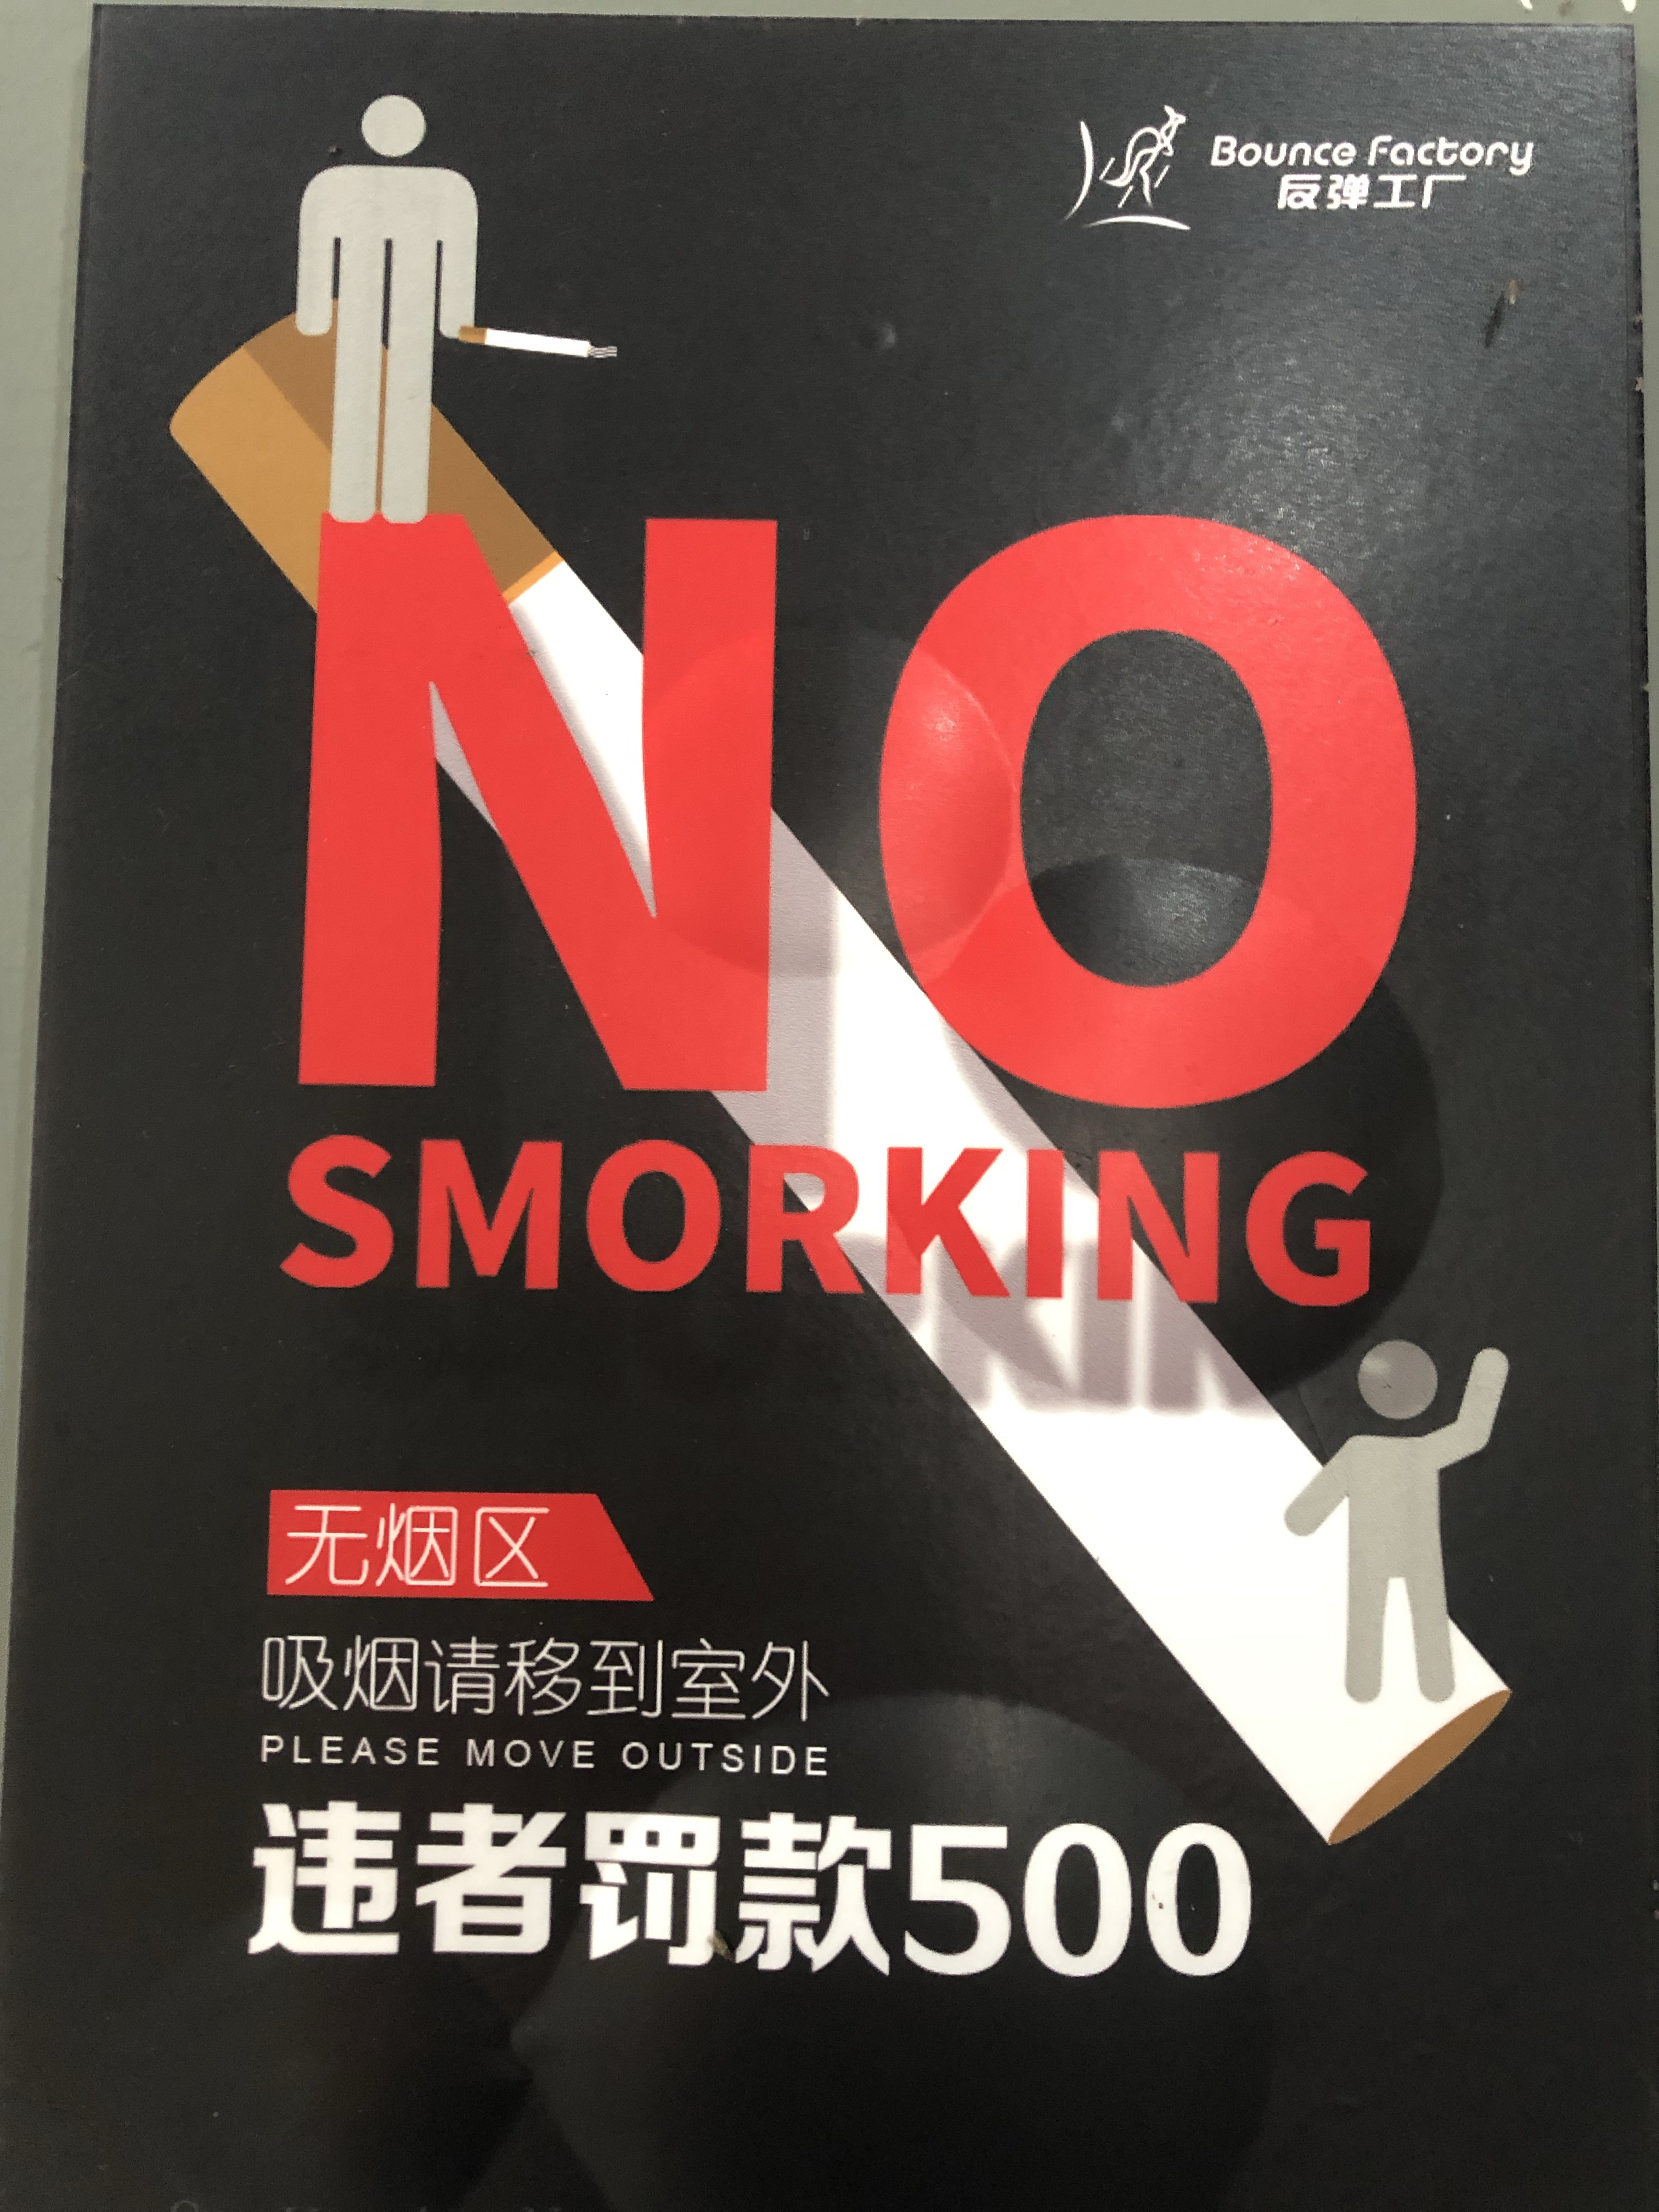 Bounce Factory
反弹工厂
NO
SMORKING
无烟区
吸烟请移到室外
PLEASE MOVE OUTSIDE
违者罚款500